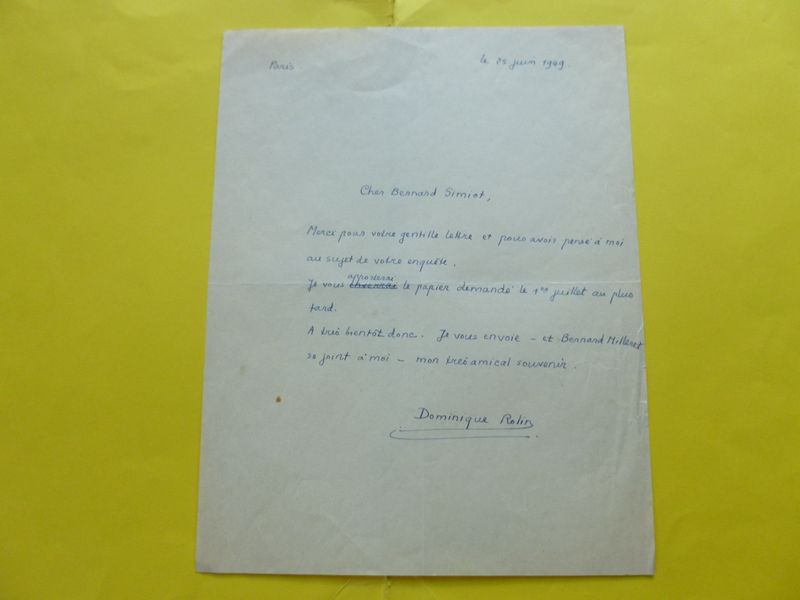 Paris
le 25 juin 1949.
Cher Bernard Simiot,
Merci pour votre gentille lettre et pour avoir pensé à moi
au sujet de votre enquête.
Je vous apporterai le papier demandé le 1er juillet au plus
tard.
A très bientôt donc. Je vous envoie – et Bernard Milleret
se joint à moi – mon très amical souvenir.
Dominique Rolin